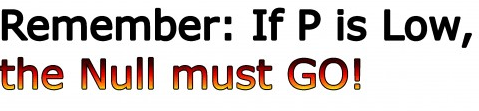 Remember: If P is Low,
the Null must GO!